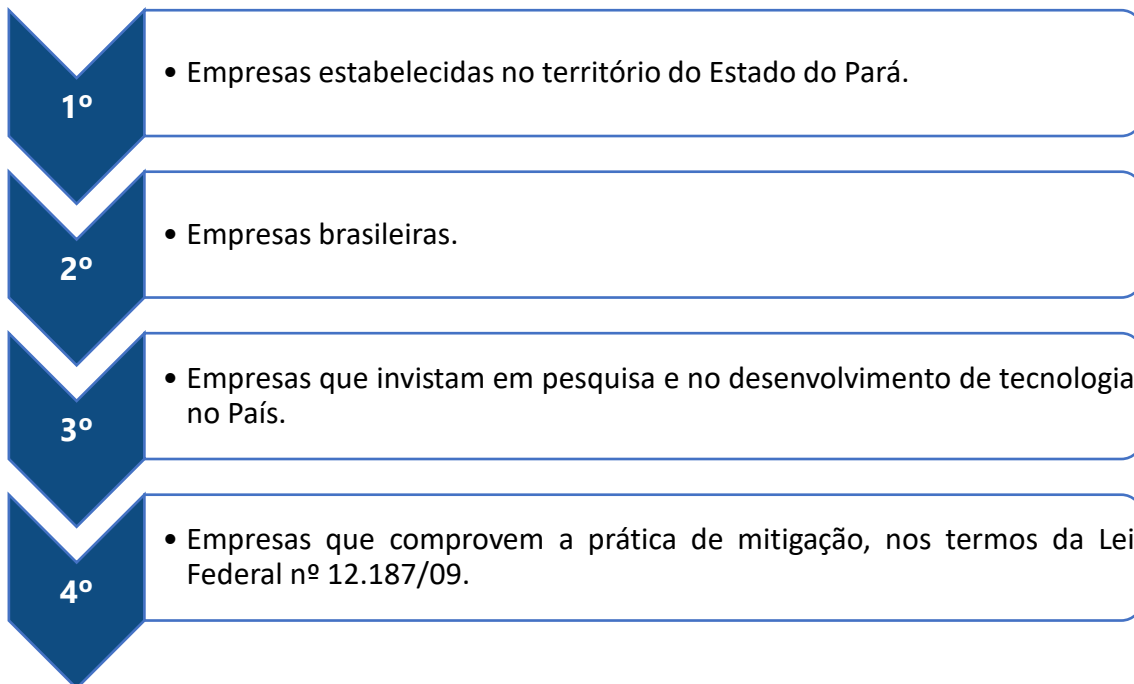 1º
• Empresas estabelecidas no território do Estado do Pará.
2º
• Empresas brasileiras.
3º
• Empresas que invistam em pesquisa e no desenvolvimento de tecnologia
no País.
4º
• Empresas que comprovem a prática de mitigação, nos termos da Lei
Federal nº 12.187/09.